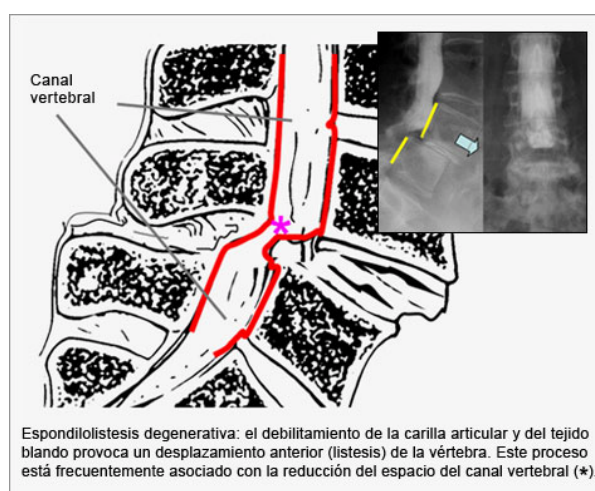 Canal
vertebral
*
Espondilolistesis degenerativa: el debilitamiento de la carilla articular y del tejido
blando provoca un desplazamiento anterior (listesis) de la vértebra. Este proceso
está frecuentemente asociado con la reducción del espacio del canal vertebral (*).